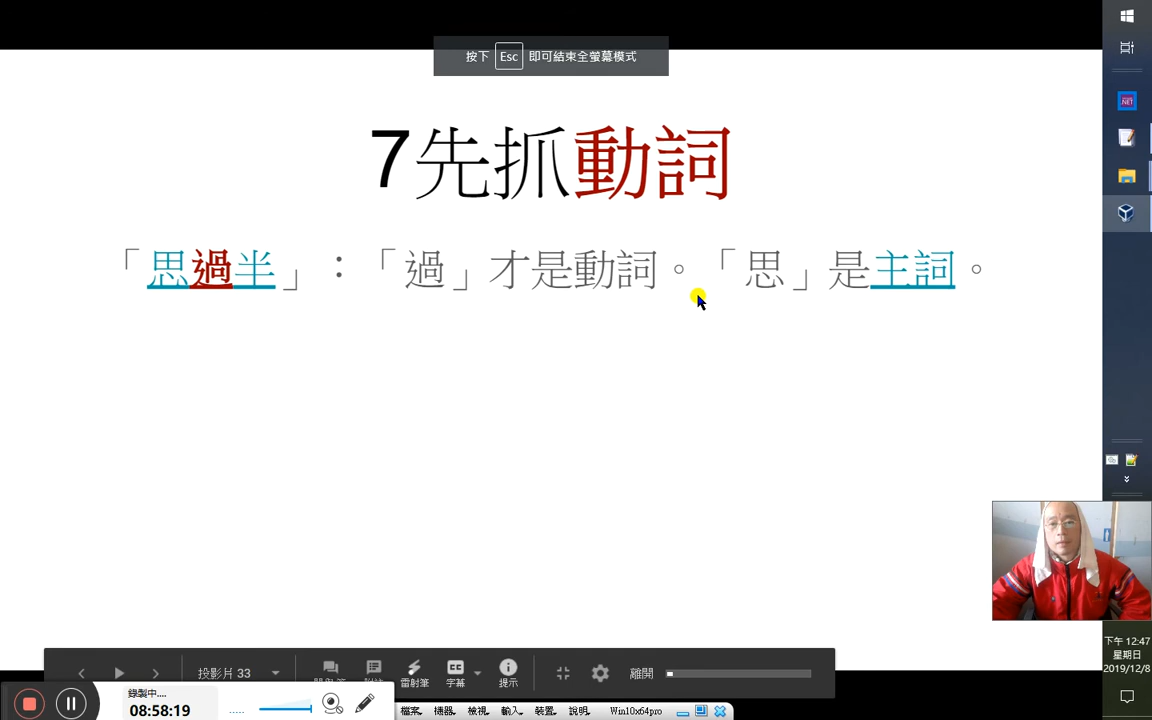 按下 Esc 即可結束全螢幕模式
7先抓動詞
「思過半」：「過」才是動詞。「思」是主詞。
.NET
下午 12:47
星期日
2019/12/8
投影片 33
雷射筆
字幕
提示
離開
錄製中....
08:58:19
檔案
機器
檢視
輸入
裝置
說明
Win10x64pro